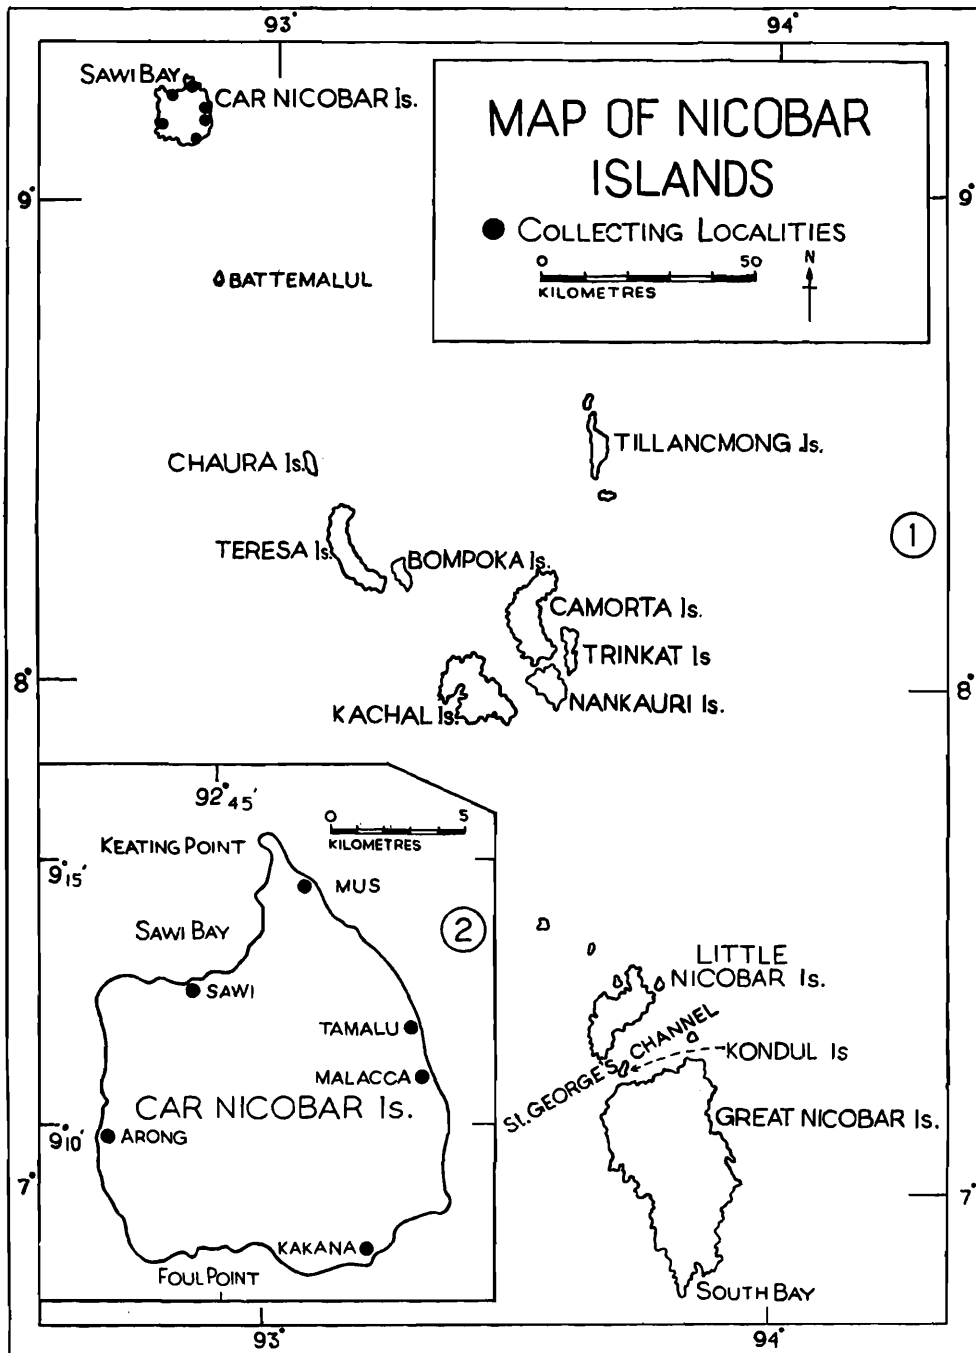 93°
94°
SAWI BAY
CAR NICOBAR Is.
MAP OF NICOBAR
ISLANDS
● COLLECTING LOCALITIES
0 50
KILOMETRES
N
9°
9°
BATTEMALUL
TILLANCMONG Is.
CHAURA Is.
1
TERESA Is.
BOMPOKA Is.
CAMORTA Is.
TRINKAT Is
8°
8°
NANKAURI Is.
KACHAL Is.
92°45'
0 5
KILOMETRES
KEATING POINT
9°15'
MUS
SAWI BAY
2
SAWI
TAMALU
MALACCA
CAR NICOBAR Is.
9°10'
ARONG
KAKANA
FOUL POINT
LITTLE
NICOBAR Is.
St. GEORGE'S CHANNEL
KONDUL Is
GREAT NICOBAR Is.
7°
7°
SOUTH BAY
93°
94°